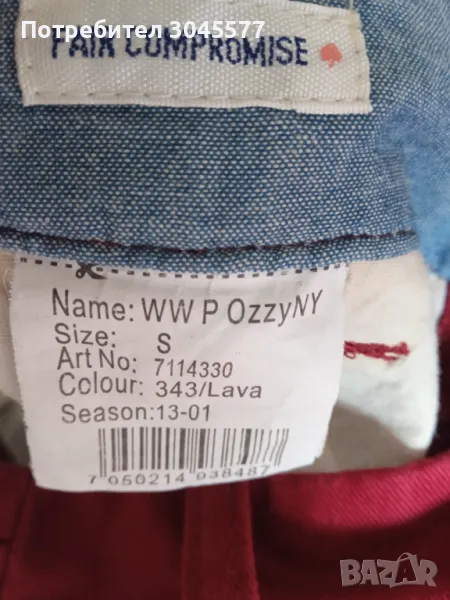 Потребител 3045577
FAIR COMPROMISE
Name: WW P OzzyNY
Size: S
Art No: 7114330
Colour: 343/Lava
Season:13-01
7 050214 938487
BAZAR